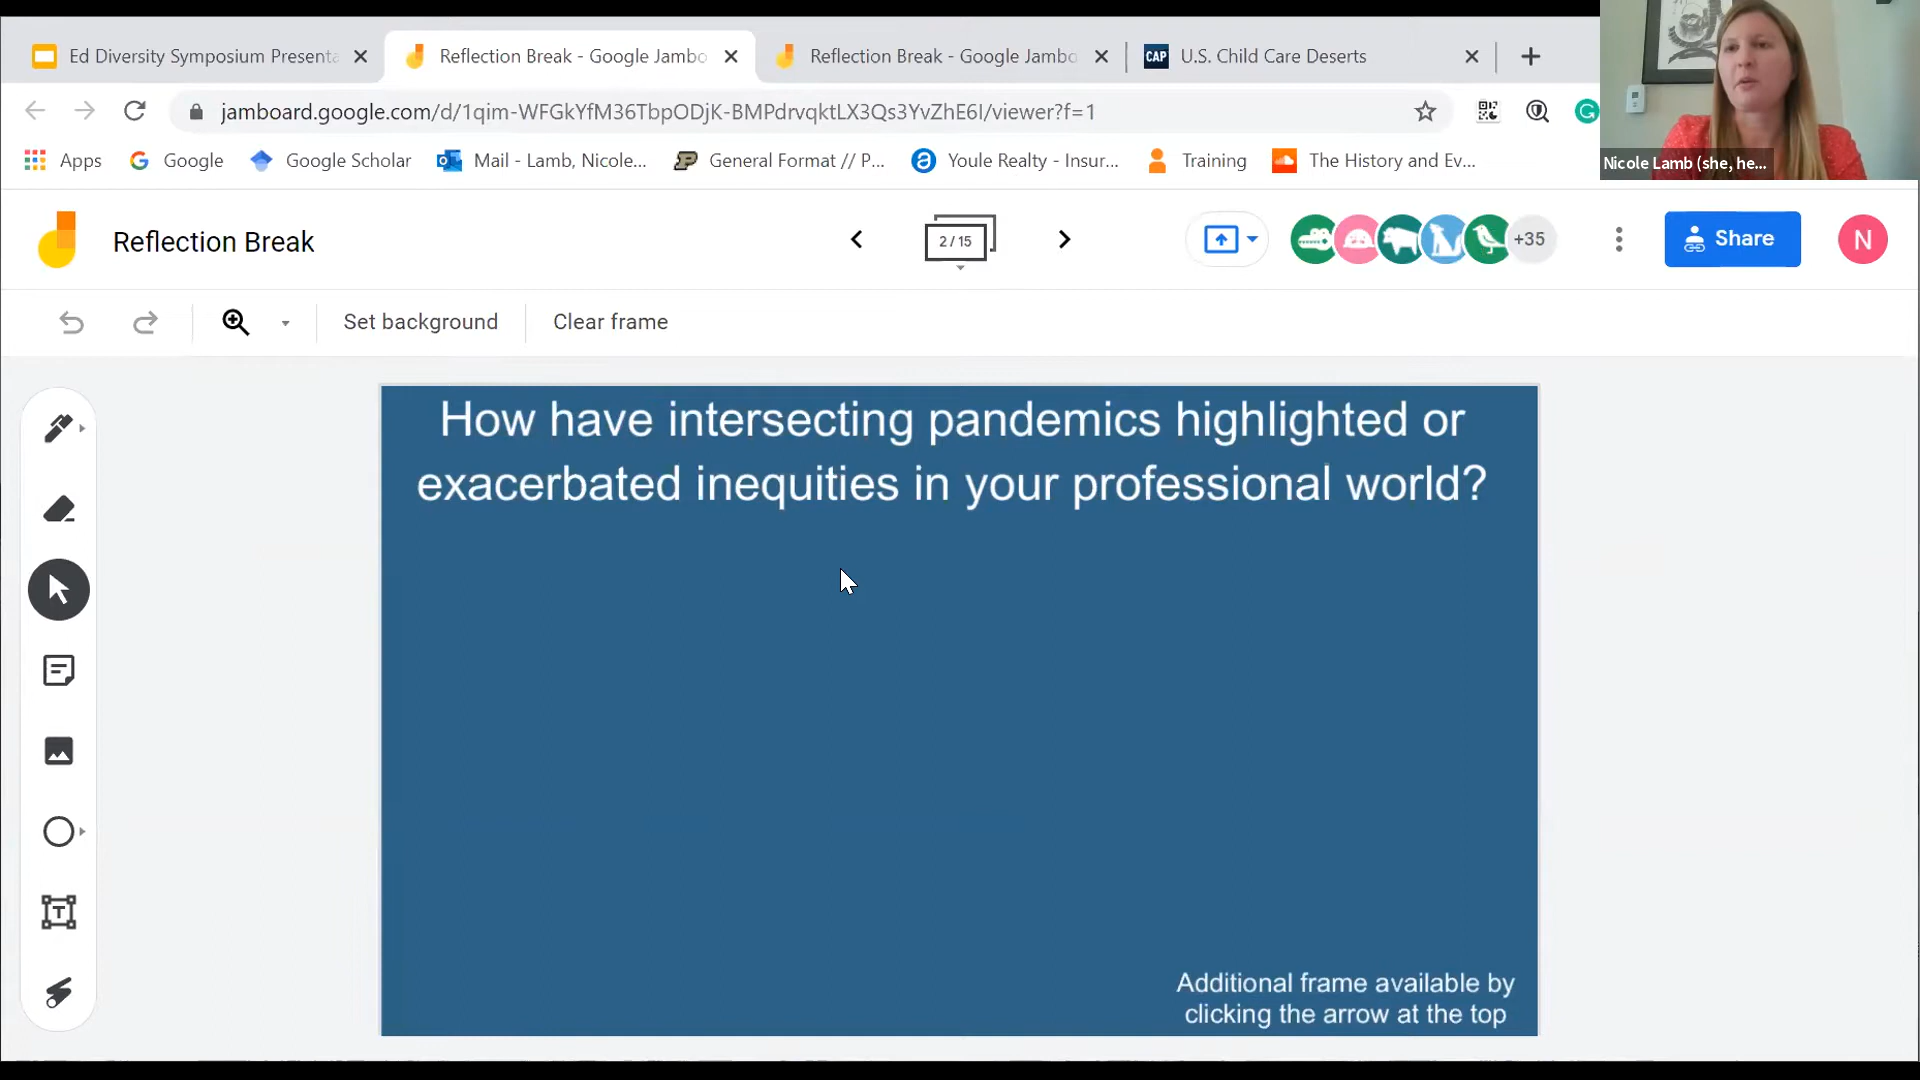 Ed Diversity Symposium Presenta
Reflection Break - Google Jambo
Reflection Break - Google Jambo
CAP
U.S. Child Care Deserts
jamboard.google.com/d/1qim-WFGkYfM36TbpODjK-BMPdrvqktLX3Qs3YvZhE6I/viewer?f=1
Apps
Google
Google Scholar
Mail - Lamb, Nicole...
General Format // P...
Youle Realty - Insur...
Training
The History and Ev...
Nicole Lamb (she, he...
Reflection Break
2 / 15
+35
Share
N
Set background
Clear frame
How have intersecting pandemics highlighted or
exacerbated inequities in your professional world?
Additional frame available by
clicking the arrow at the top